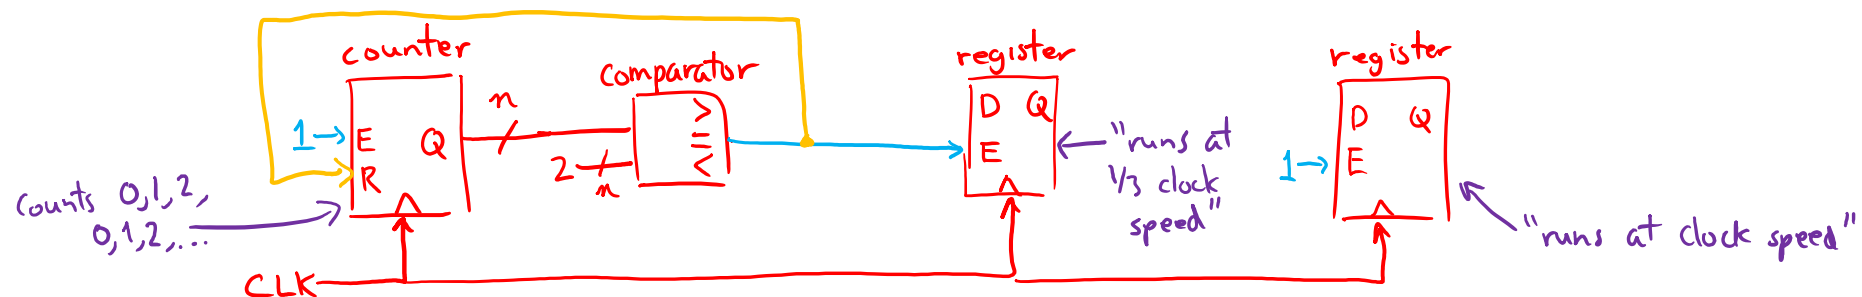 counter
1 E Q
R
counts 0,1,2,
0,1,2,...
CLK
n
comparator
>
=
<
2
n
register
D Q
E
"runs at
1/3 clock
speed"
register
D Q
1 E
"runs at clock speed"